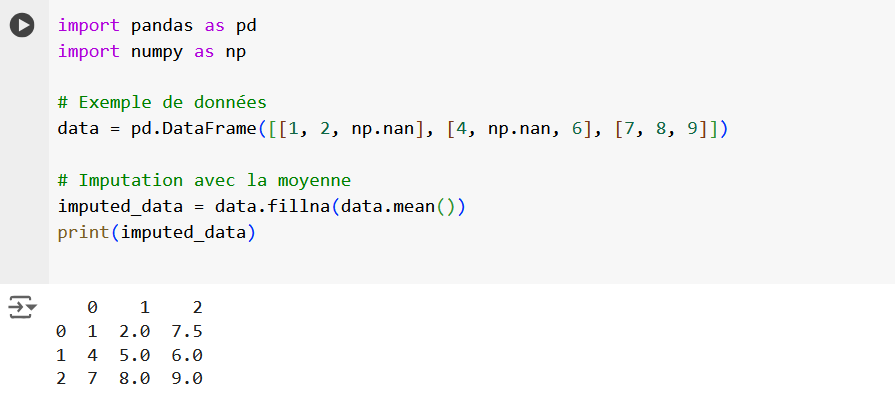 import pandas as pd
import numpy as np
# Exemple de données
data = pd.DataFrame([[1, 2, np.nan], [4, np.nan, 6], [7, 8, 9]])
# Imputation avec la moyenne
imputed_data = data.fillna(data.mean())
print(imputed_data)
0 1 2
0 1 2.0 7.5
1 4 5.0 6.0
2 7 8.0 9.0